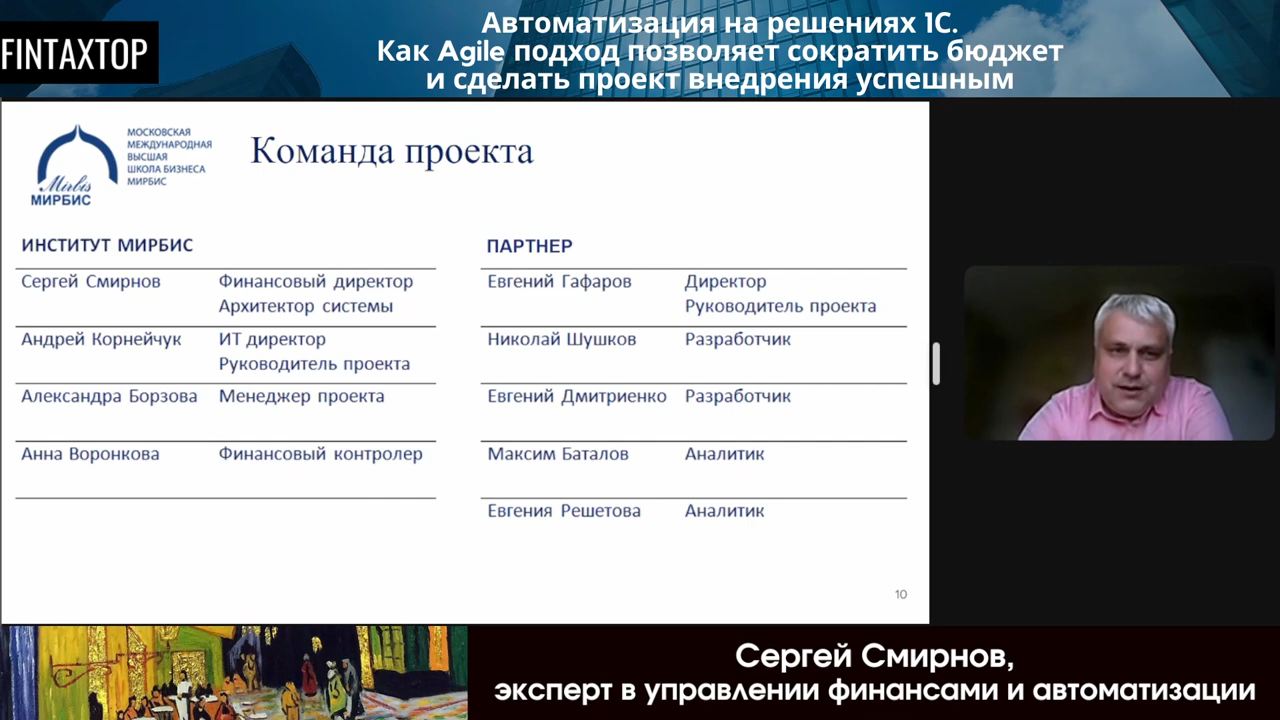 Автоматизация на решениях 1С.
Как Agile подход позволяет сократить бюджет
и сделать проект внедрения успешным
FINTAXTOP
МОСКОВСКАЯ
МЕЖДУНАРОДНАЯ
ВЫСШАЯ
ШКОЛА БИЗНЕСА
МИРБИС
Mirbis
МИРБИС
Команда проекта
ИНСТИТУТ МИРБИС
Сергей Смирнов Финансовый директор
Архитектор системы
Андрей Корнейчук ИТ директор
Руководитель проекта
Александра Борзова Менеджер проекта
Анна Воронкова Финансовый контролер
ПАРТНЕР
Евгений Гафаров Директор
Руководитель проекта
Николай Шушков Разработчик
Евгений Дмитриенко Разработчик
Максим Баталов Аналитик
Евгения Решетова Аналитик
10
Сергей Смирнов,
эксперт в управлении финансами и автоматизации